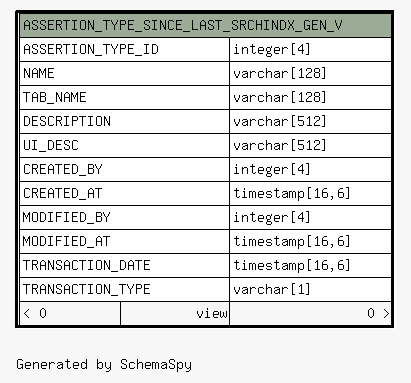 ASSERTION_TYPE_SINCE_LAST_SRCHINDX_GEN_V
ASSERTION_TYPE_ID integer[4]
NAME varchar[128]
TAB_NAME varchar[128]
DESCRIPTION varchar[512]
UI_DESC varchar[512]
CREATED_BY integer[4]
CREATED_AT timestamp[16,6]
MODIFIED_BY integer[4]
MODIFIED_AT timestamp[16,6]
TRANSACTION_DATE timestamp[16,6]
TRANSACTION_TYPE varchar[1]
< 0 view 0 >
Generated by SchemaSpy